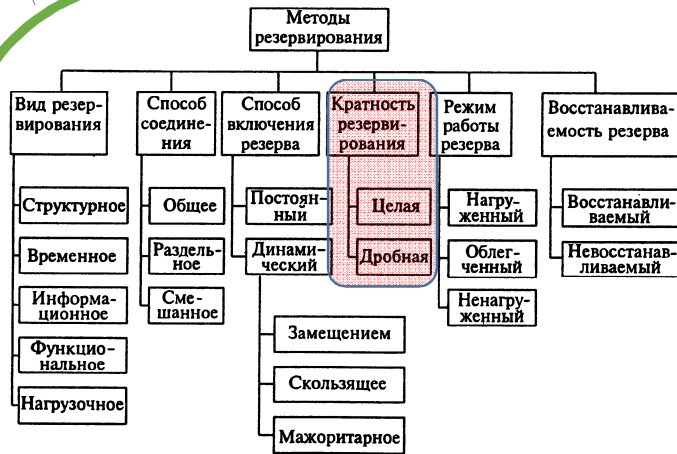 Методы
резервирования
Вид резер-
вирования
Структурное
Временное
Информа-
ционное
Функцио-
нальное
Нагрузочное
Способ
соедине-
ния
Общее
Раздель-
ное
Сме-
шанное
Способ
включения
резерва
Постоян-
ный
Динами-
ческий
Замещением
Скользящее
Мажоритарное
Кратность
резерви-
рования
Целая
Дробная
Режим
работы
резерва
Нагру-
женный
Облег-
ченный
Ненагру-
женный
Восстанавлива-
емость резерва
Восстанавли-
ваемый
Невосстанав-
ливаемый